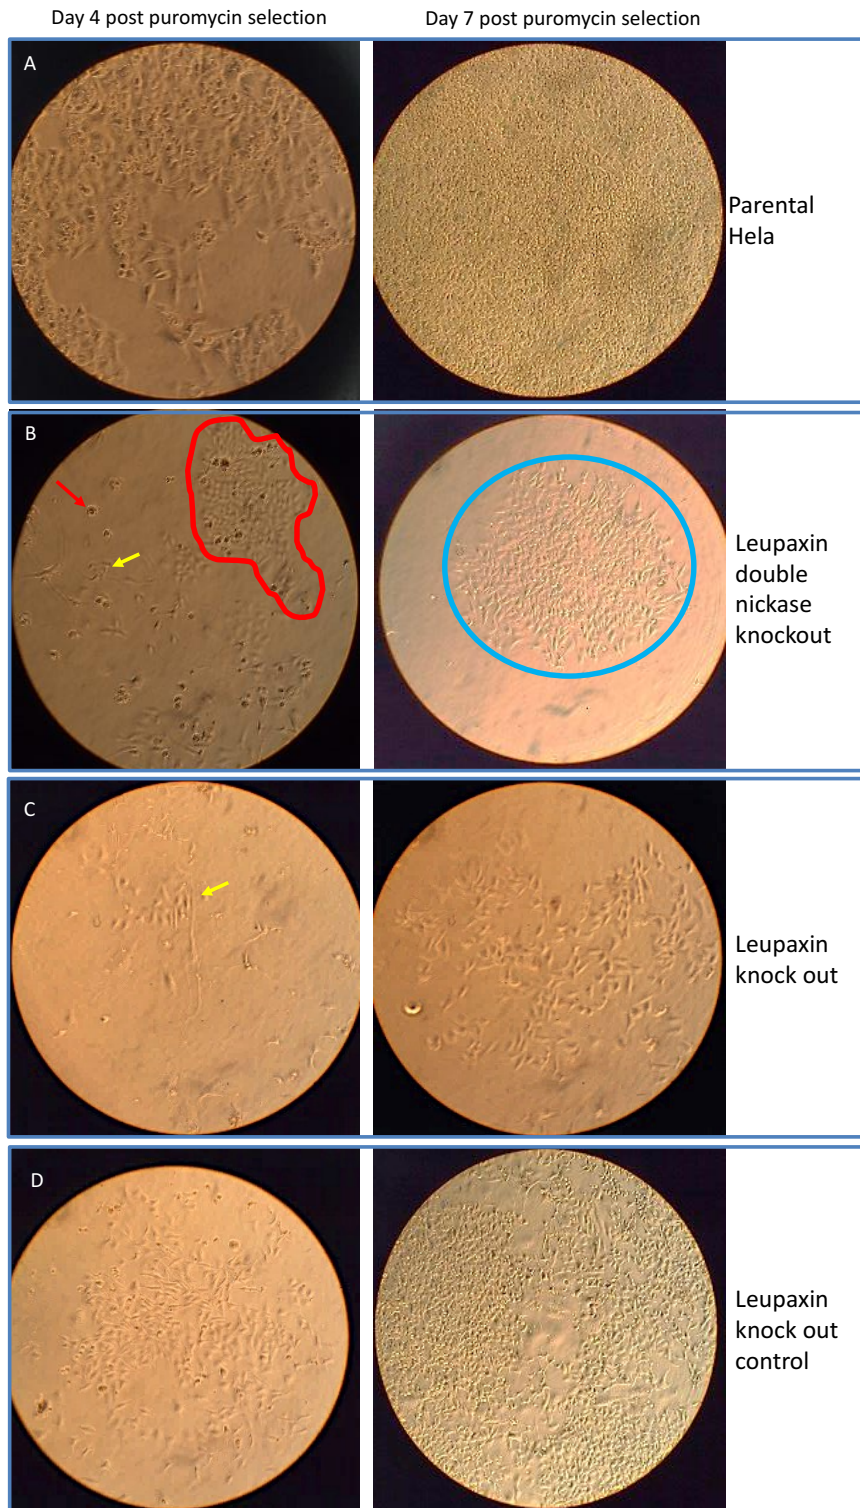 Day 4 post puromycin selection
Day 7 post puromycin selection
A
Parental
Hela
B
Leupaxin
double
nickase
knockout
C
Leupaxin
knock out
D
Leupaxin
knock out
control